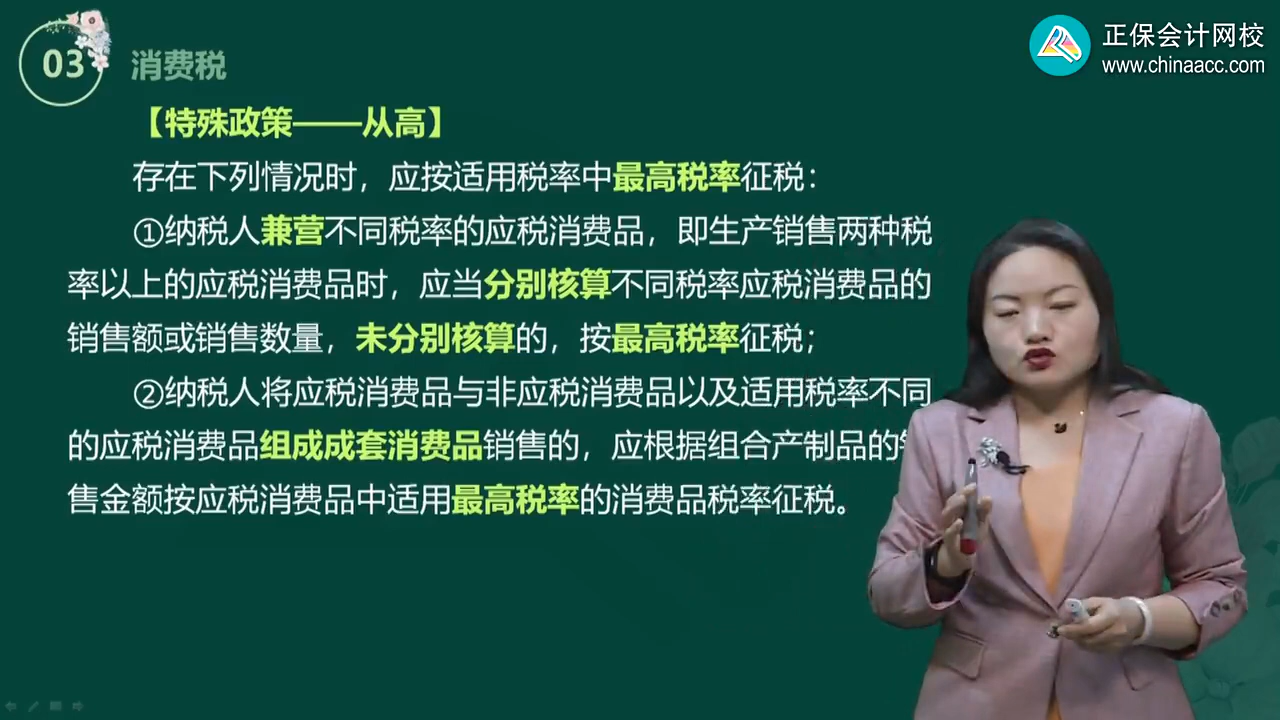 03
消费税
正保会计网校
www.chinaacc.com
【特殊政策——从高】
存在下列情况时，应按适用税率中最高税率征税：
①纳税人兼营不同税率的应税消费品，即生产销售两种税
率以上的应税消费品时，应当分别核算不同税率应税消费品的
销售额或销售数量，未分别核算的，按最高税率征税；
②纳税人将应税消费品与非应税消费品以及适用税率不同
的应税消费品组成成套消费品销售的，应根据组合产制品的
售金额按应税消费品中适用最高税率的消费品税率征税。